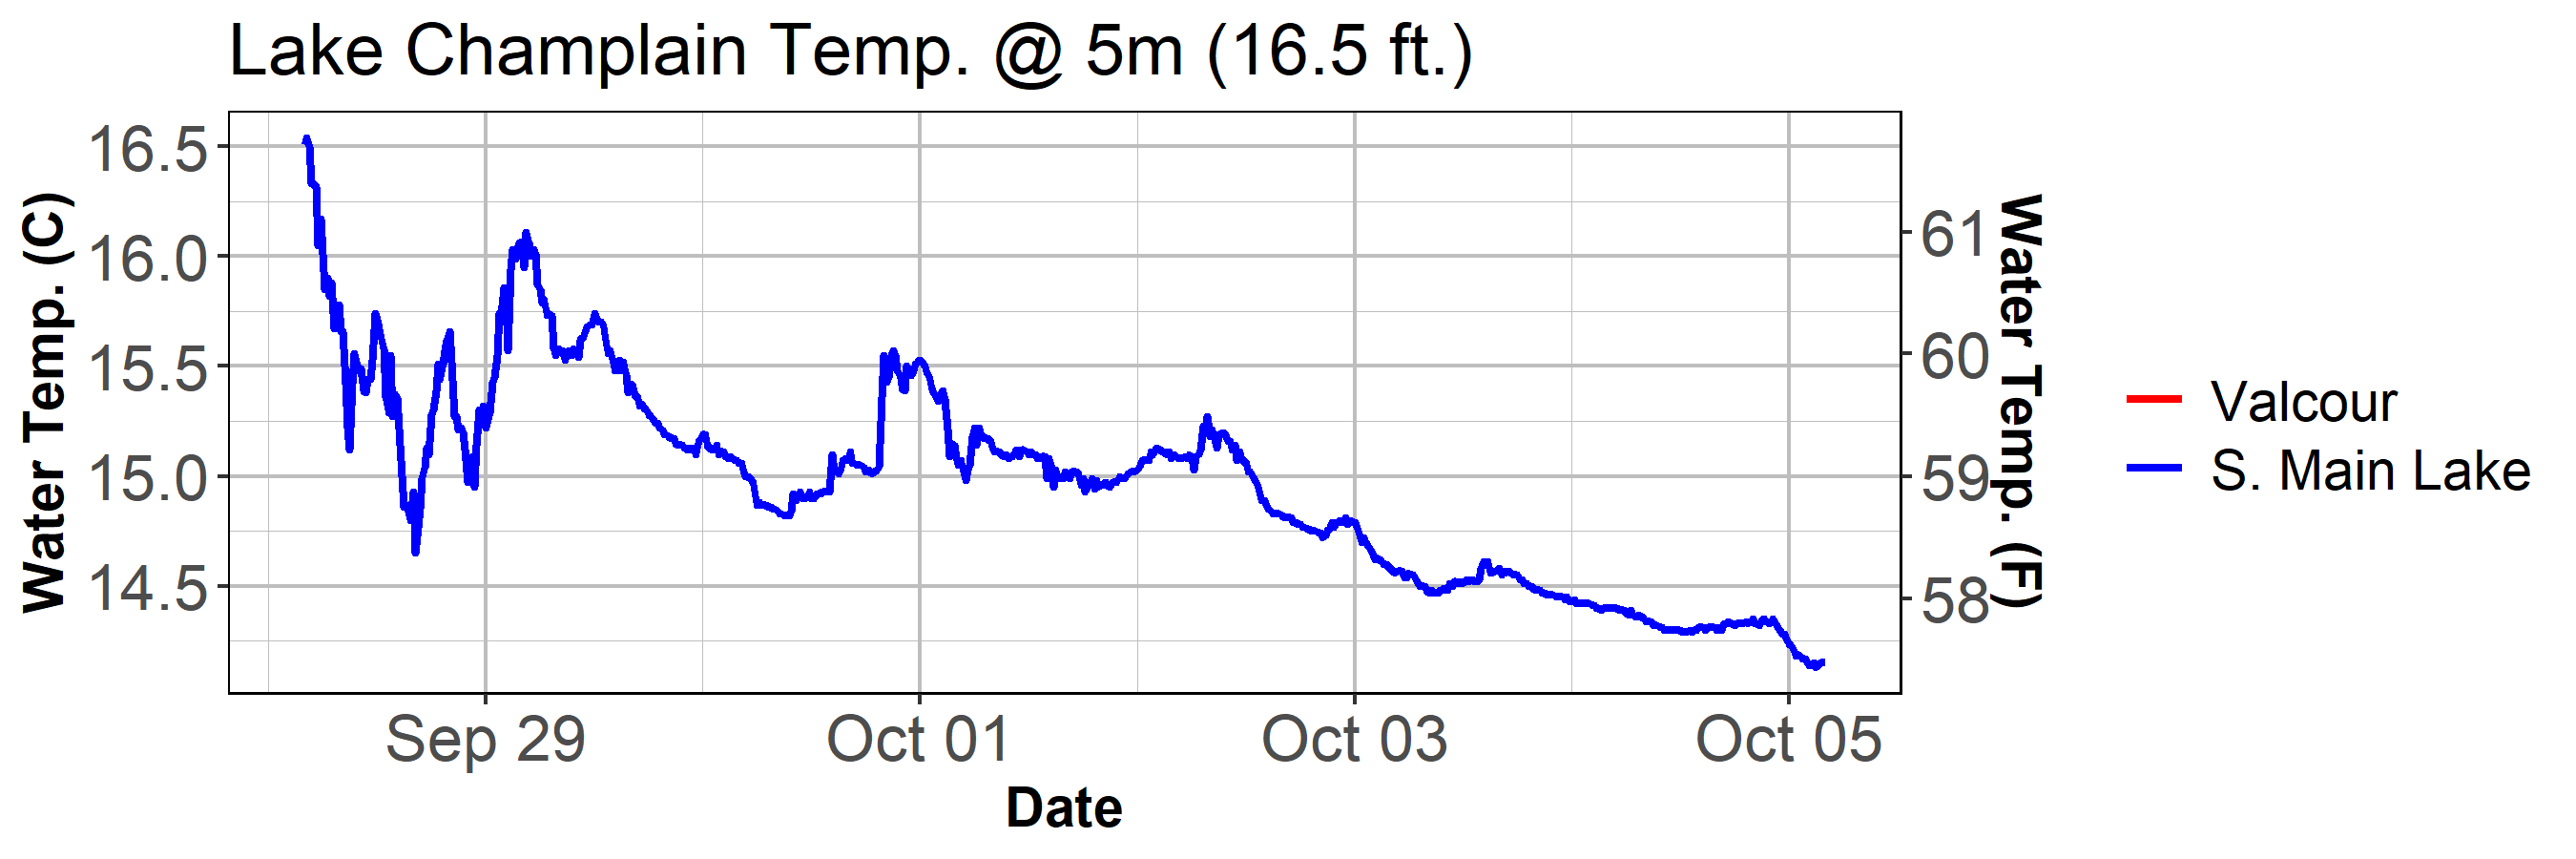 Lake Champlain Temp. @ 5m (16.5 ft.)
Water Temp. (C)
16.5
16.0
15.5
15.0
14.5
61
60
59
58
Water Temp. (F)
Sep 29 Oct 01 Oct 03 Oct 05
Date
Valcour
S. Main Lake